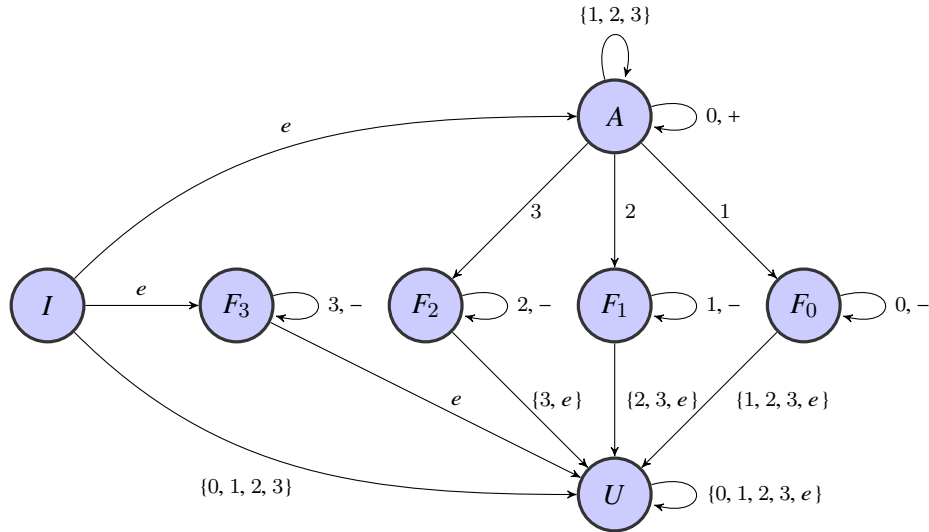 {1, 2, 3}
A
0, +
e
3
2
1
I
e
F₃
3, −
F₂
2, −
F₁
1, −
F₀
0, −
e
{3, e}
{2, 3, e}
{1, 2, 3, e}
{0, 1, 2, 3}
U
{0, 1, 2, 3, e}